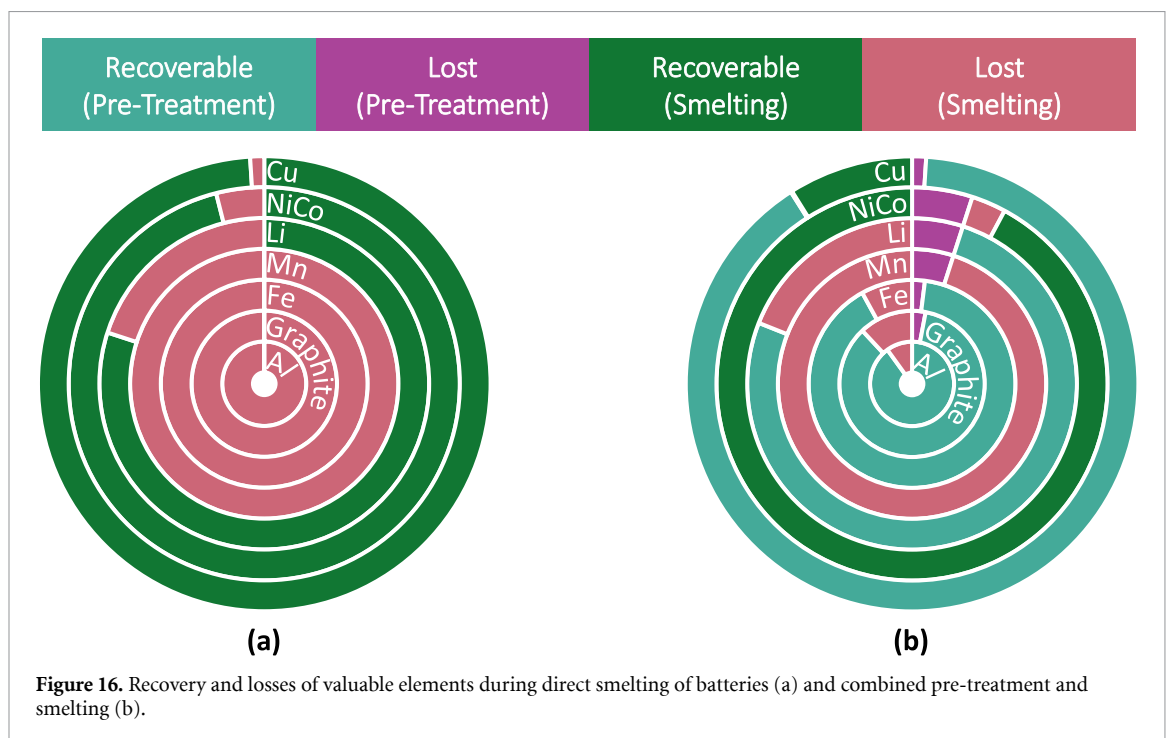 Recoverable
(Pre-Treatment)
Lost
(Pre-Treatment)
Recoverable
(Smelting)
Lost
(Smelting)
Cu
NiCo
Li
Mn
Fe
Graphite
Al
(a)
Cu
NiCo
Li
Mn
Fe
Graphite
Al
(b)
Figure 16. Recovery and losses of valuable elements during direct smelting of batteries (a) and combined pre-treatment and
smelting (b).